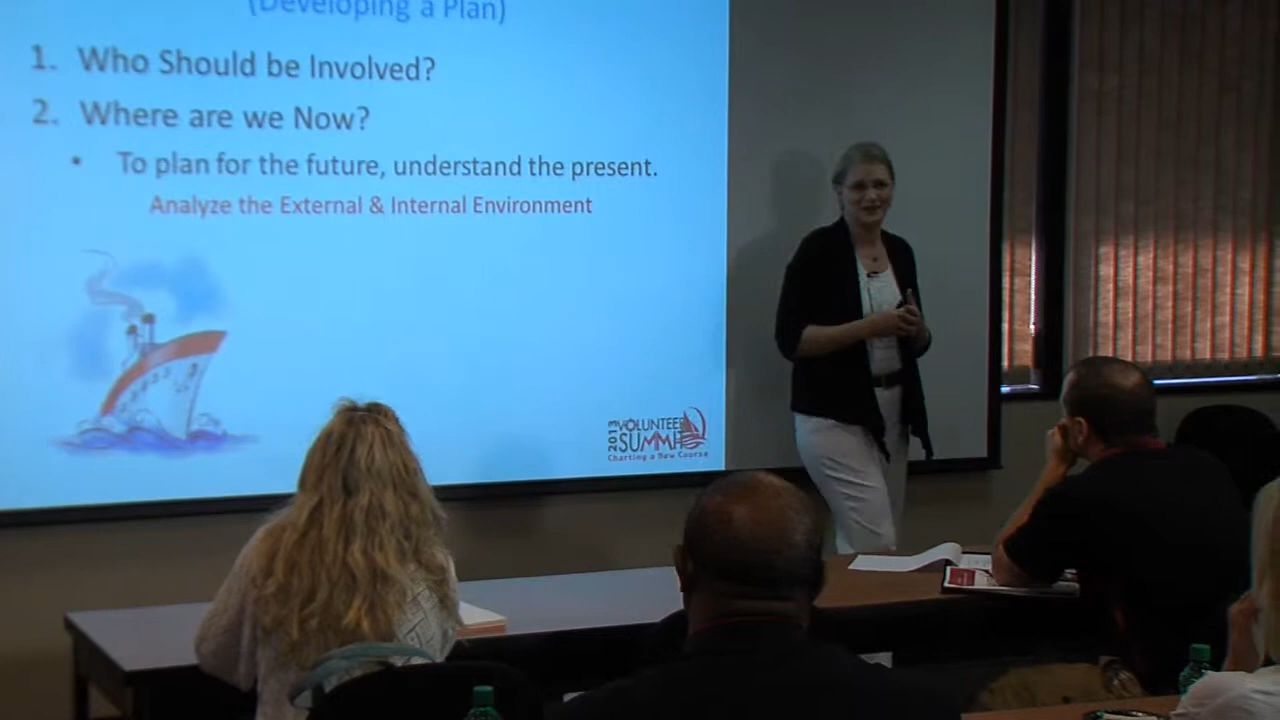 (Developing a Plan)
1. Who Should be Involved?
2. Where are we Now?
• To plan for the future, understand the present.
Analyze the External & Internal Environment
2013
VOLUNTEER
SUMMIT
Charting a New Course